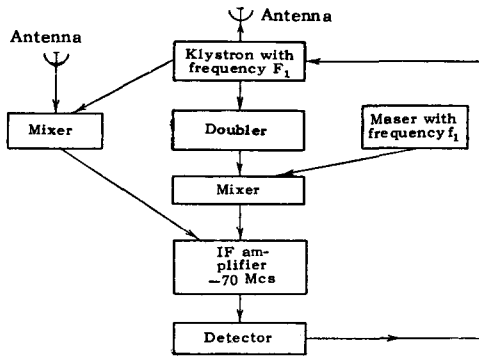 Antenna
Antenna
Klystron with
frequency F₁
Mixer
Doubler
Maser with
frequency f₁
Mixer
IF am-
plifier
—70 Mcs
Detector